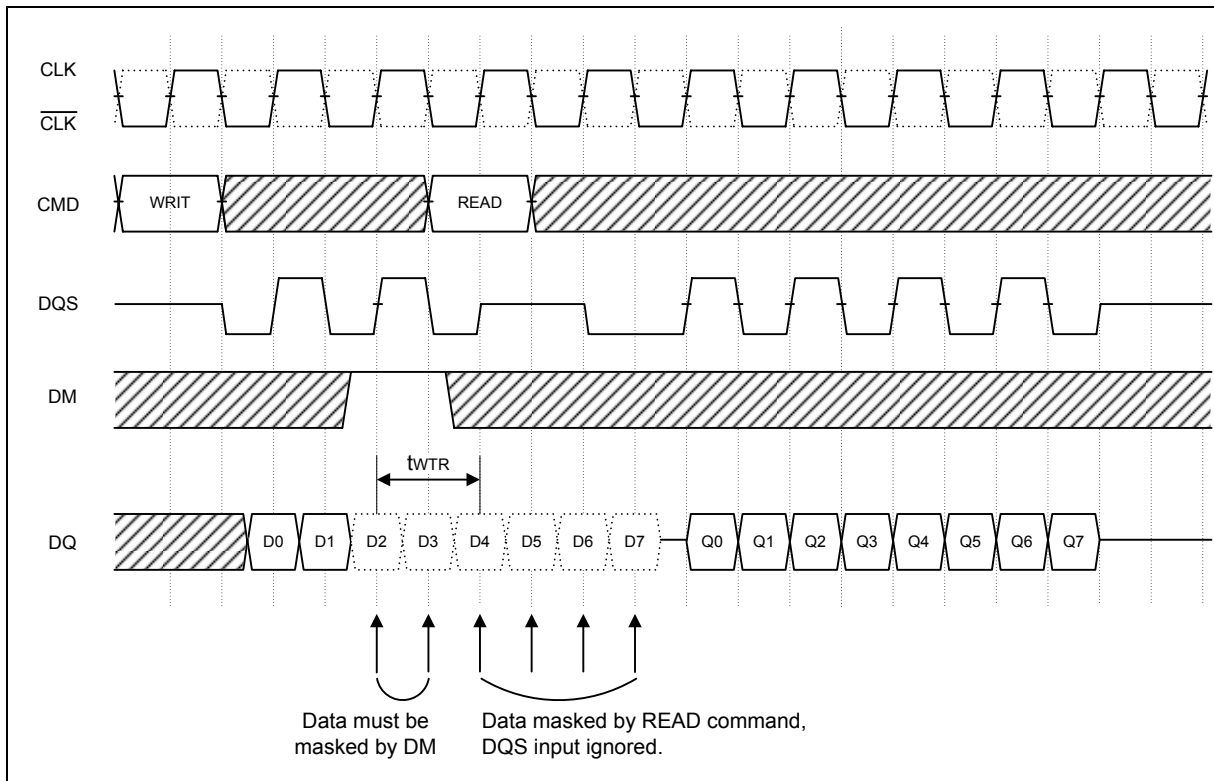 CLK
CLK
CMD
WRIT
READ
DQS
DM
tWTR
DQ
D0 D1 D2 D3 D4 D5 D6 D7 Q0 Q1 Q2 Q3 Q4 Q5 Q6 Q7
Data must be
masked by DM
Data masked by READ command,
DQS input ignored.